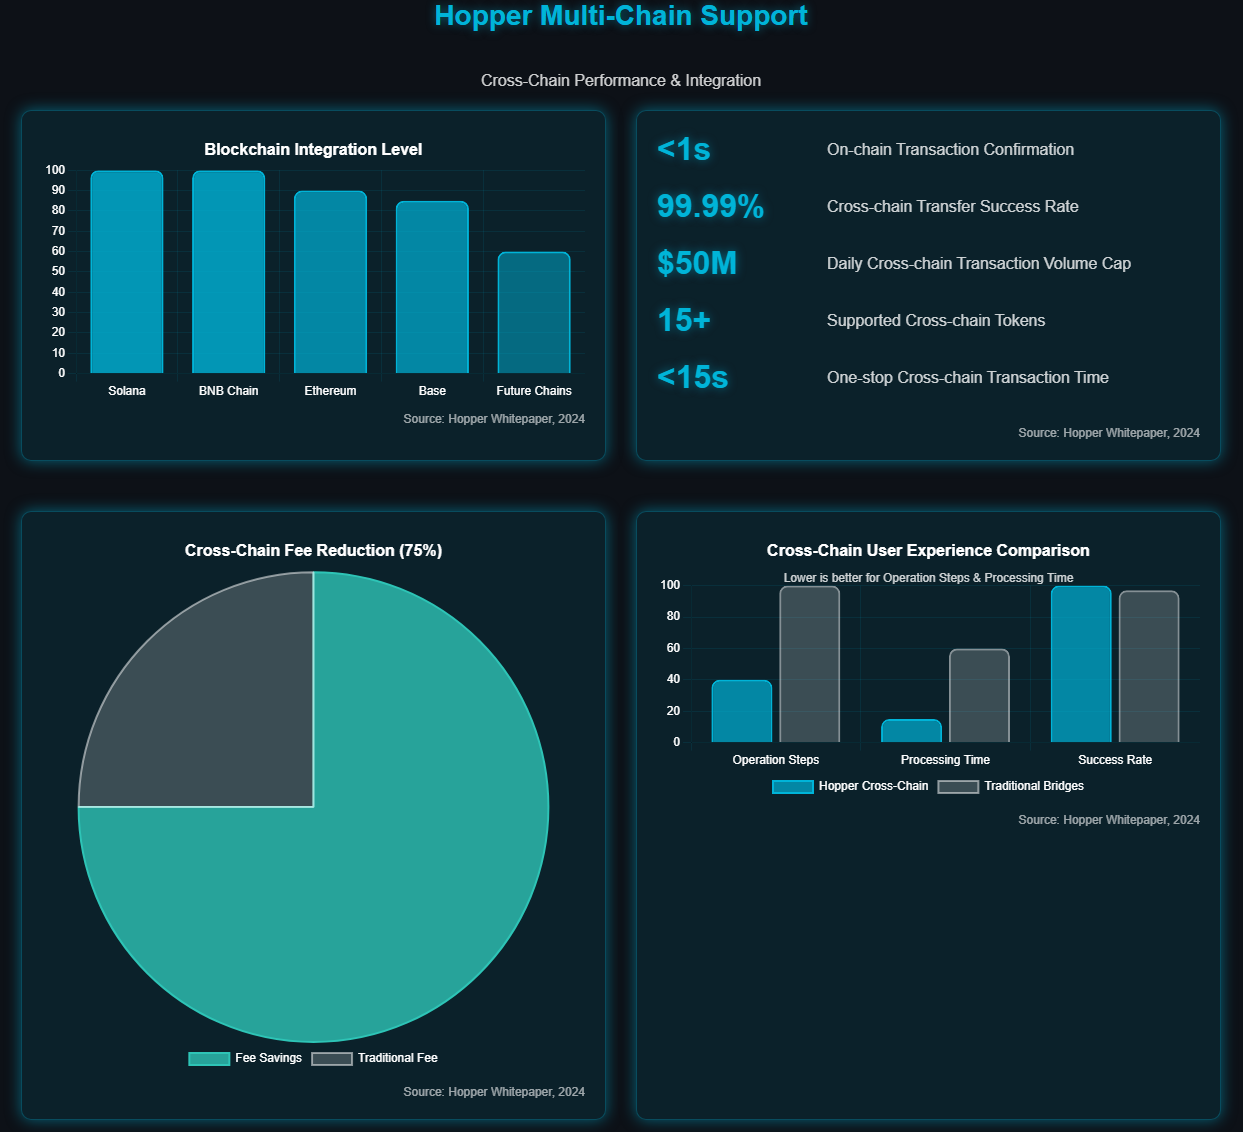 Hopper Multi-Chain Support
Cross-Chain Performance & Integration
Blockchain Integration Level
100
90
80
70
60
50
40
30
20
10
0
Solana
BNB Chain
Ethereum
Base
Future Chains
Source: Hopper Whitepaper, 2024
<1s On-chain Transaction Confirmation
99.99% Cross-chain Transfer Success Rate
$50M Daily Cross-chain Transaction Volume Cap
15+ Supported Cross-chain Tokens
<15s One-stop Cross-chain Transaction Time
Source: Hopper Whitepaper, 2024
Cross-Chain Fee Reduction (75%)
Fee Savings
Traditional Fee
Source: Hopper Whitepaper, 2024
Cross-Chain User Experience Comparison
Lower is better for Operation Steps & Processing Time
100
80
60
40
20
0
Operation Steps
Processing Time
Success Rate
Hopper Cross-Chain
Traditional Bridges
Source: Hopper Whitepaper, 2024